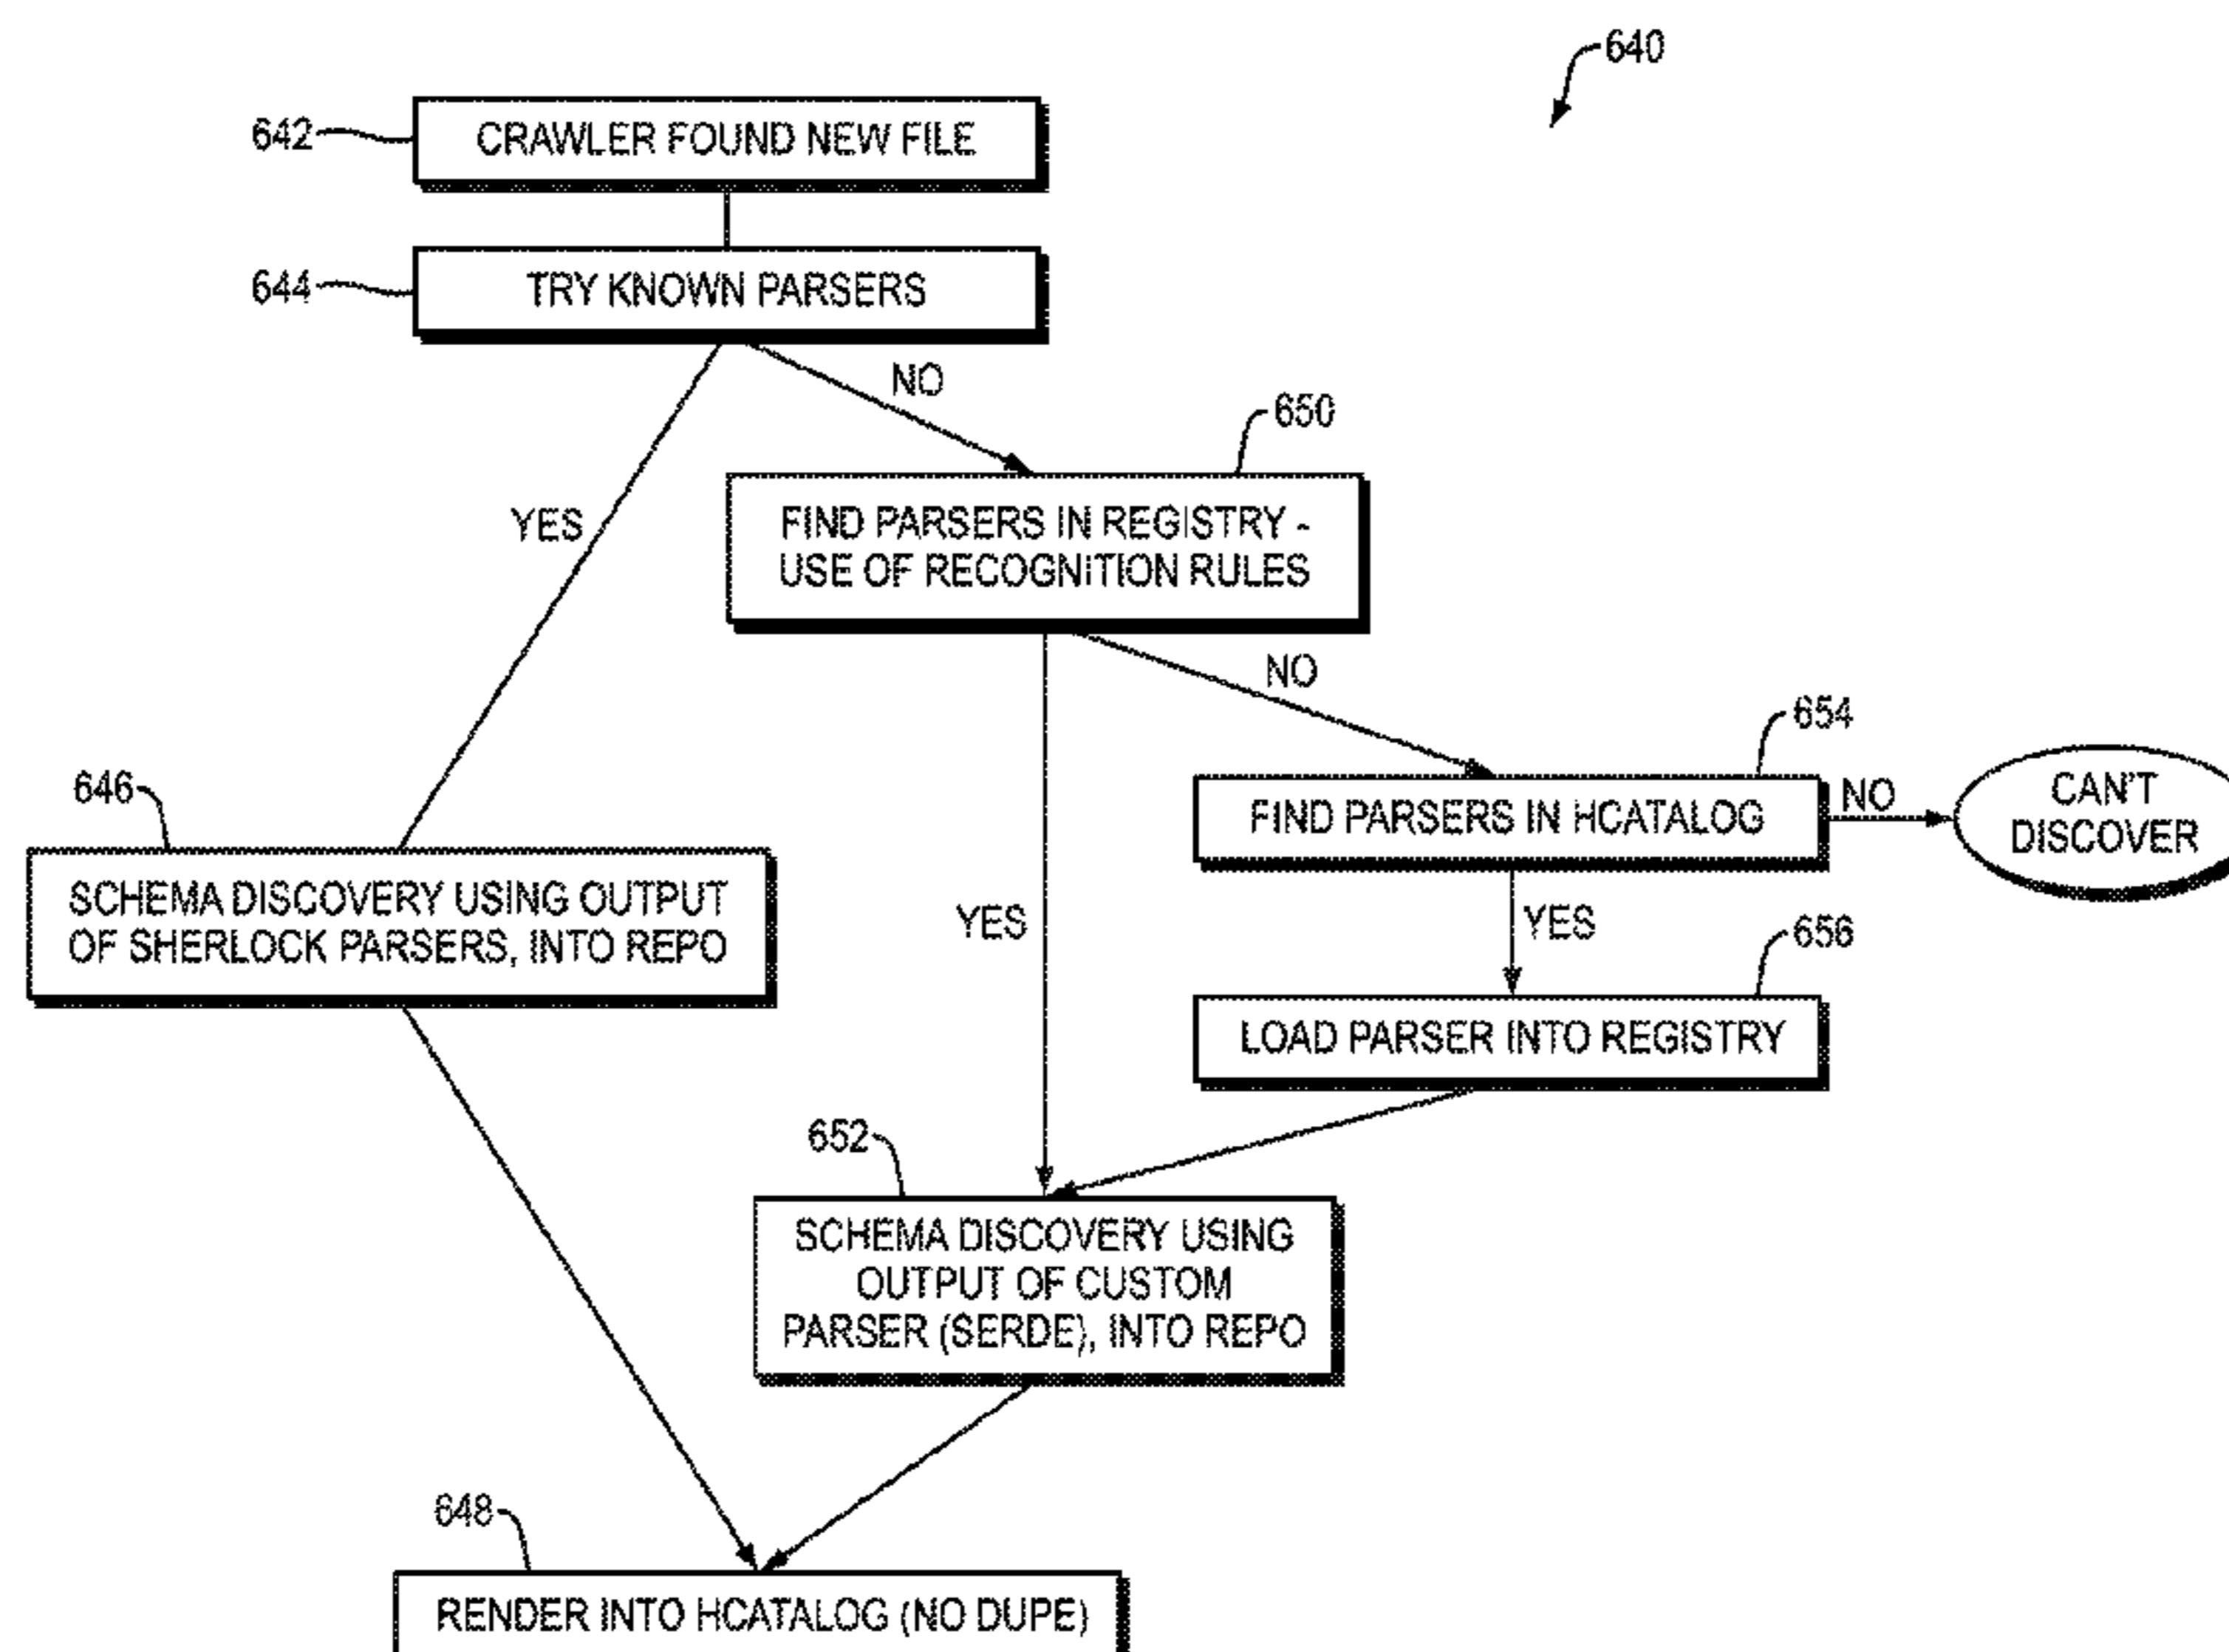 640
642
CRAWLER FOUND NEW FILE
644
TRY KNOWN PARSERS
NO
650
YES
FIND PARSERS IN REGISTRY -
USE OF RECOGNITION RULES
NO
654
646
FIND PARSERS IN HCATALOG
NO
CAN'T
DISCOVER
SCHEMA DISCOVERY USING OUTPUT
OF SHERLOCK PARSERS, INTO REPO
YES
YES
656
LOAD PARSER INTO REGISTRY
652
SCHEMA DISCOVERY USING
OUTPUT OF CUSTOM
PARSER (SERDE), INTO REPO
648
RENDER INTO HCATALOG (NO DUPE)